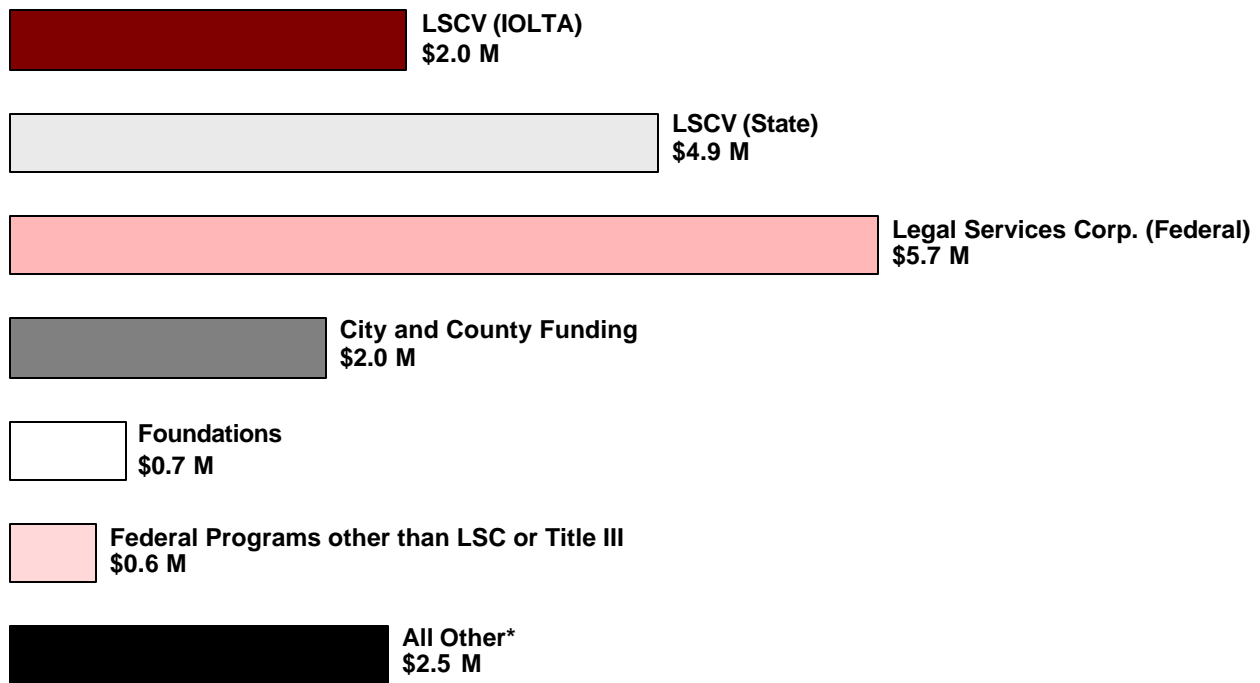 LSCV (IOLTA)
$2.0 M
LSCV (State)
$4.9 M
Legal Services Corp. (Federal)
$5.7 M
City and County Funding
$2.0 M
Foundations
$0.7 M
Federal Programs other than LSC or Title III
$0.6 M
All Other*
$2.5 M